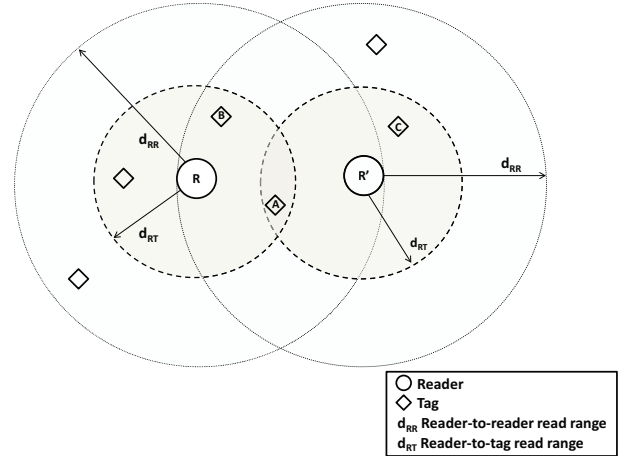 B
C
d_RR
R
R'
d_RR
A
d_RT
d_RT
Reader
Tag
d_RR Reader-to-reader read range
d_RT Reader-to-tag read range